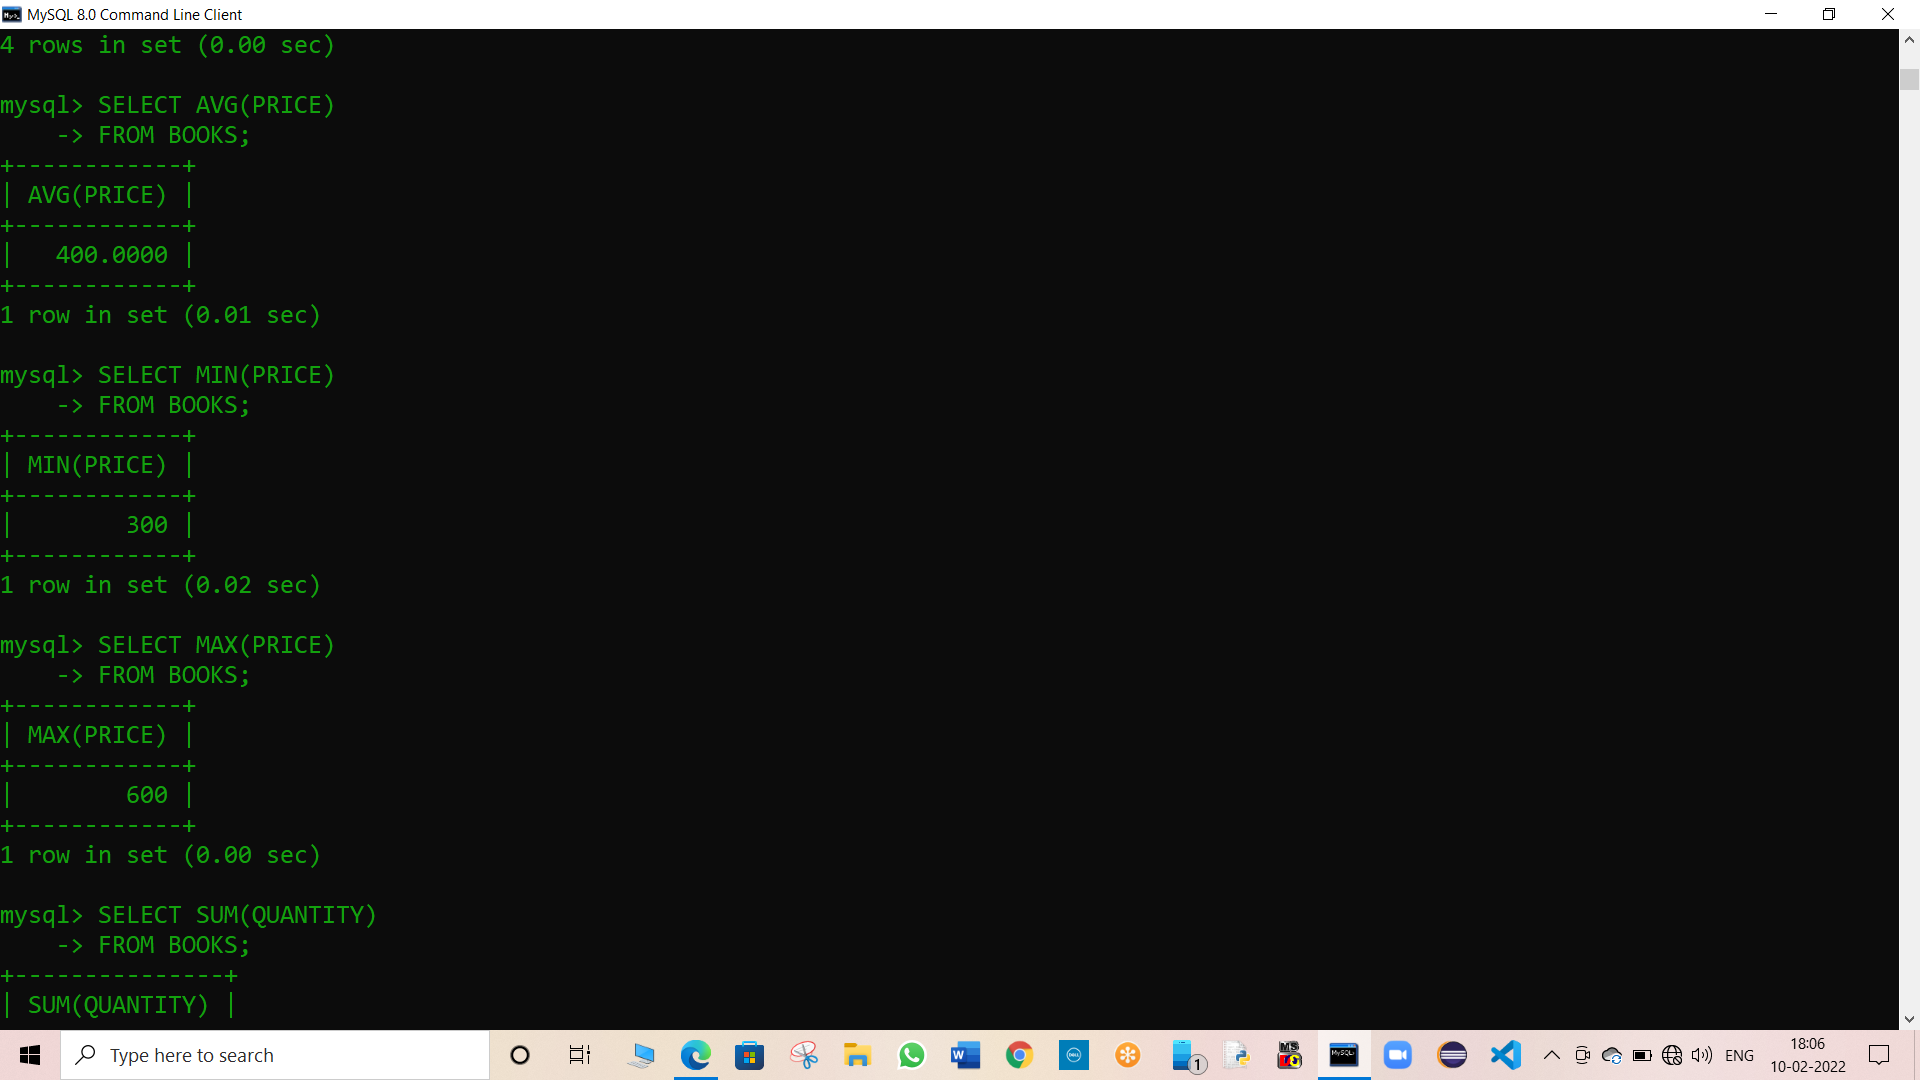 MySQL 8.0 Command Line Client
4 rows in set (0.00 sec)
mysql> SELECT AVG(PRICE)
    -> FROM BOOKS;
+------------+
| AVG(PRICE) |
+------------+
|   400.0000 |
+------------+
1 row in set (0.01 sec)
mysql> SELECT MIN(PRICE)
    -> FROM BOOKS;
+------------+
| MIN(PRICE) |
+------------+
|        300 |
+------------+
1 row in set (0.02 sec)
mysql> SELECT MAX(PRICE)
    -> FROM BOOKS;
+------------+
| MAX(PRICE) |
+------------+
|        600 |
+------------+
1 row in set (0.00 sec)
mysql> SELECT SUM(QUANTITY)
    -> FROM BOOKS;
+---------------+
| SUM(QUANTITY) |
Type here to search
1
ENG
18:06
10-02-2022